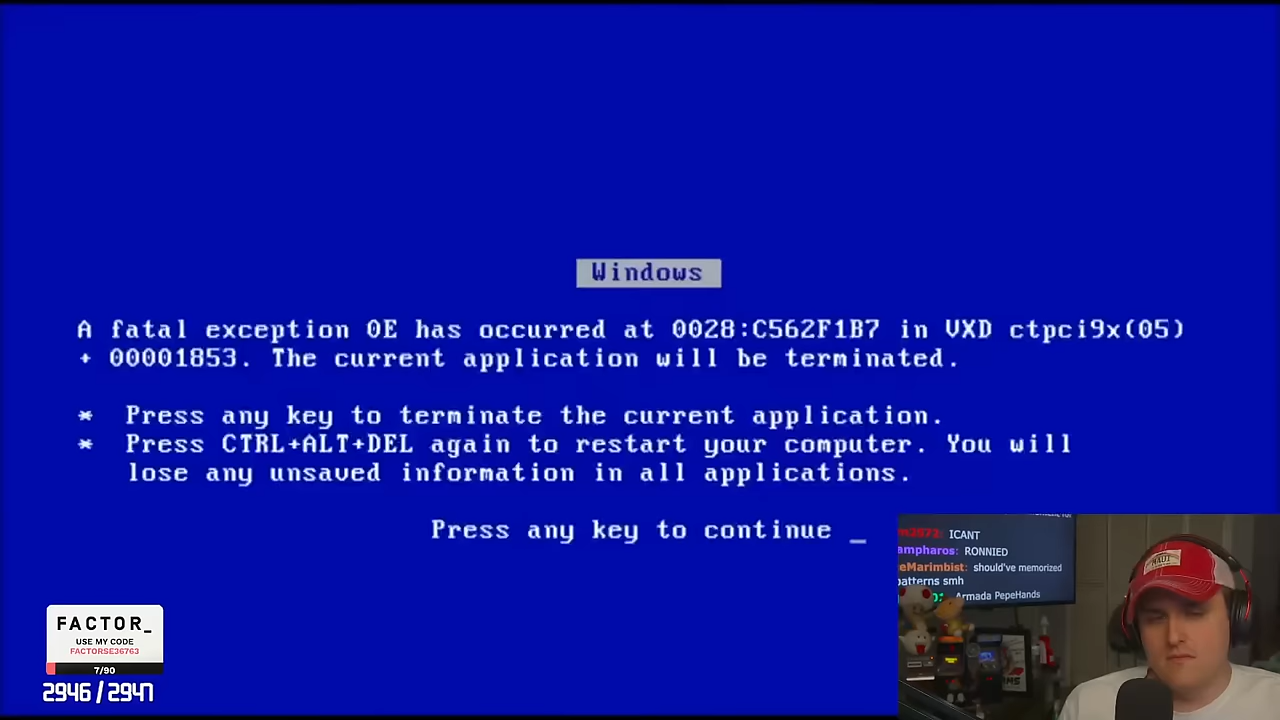 Windows
A fatal exception 0E has occurred at 0028:C562F1B7 in VXD ctpci9x(05)
+ 00001853. The current application will be terminated.
* Press any key to terminate the current application.
* Press CTRL+ALT+DEL again to restart your computer. You will
lose any unsaved information in all applications.
Press any key to continue _
ICANT
ampharos: RONNIED
eMarimbist: should've memorized
patterns smh
Armada PepeHands
FACTOR_
USE MY CODE
FACTORSE36763
7/90
2946/2947